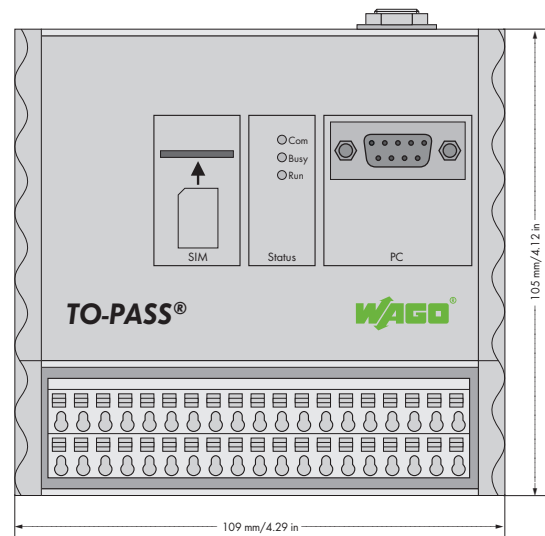 Com
Busy
Run
SIM
Status
PC
TO-PASS®
WAGO®
105 mm/4.12 in
109 mm/4.29 in